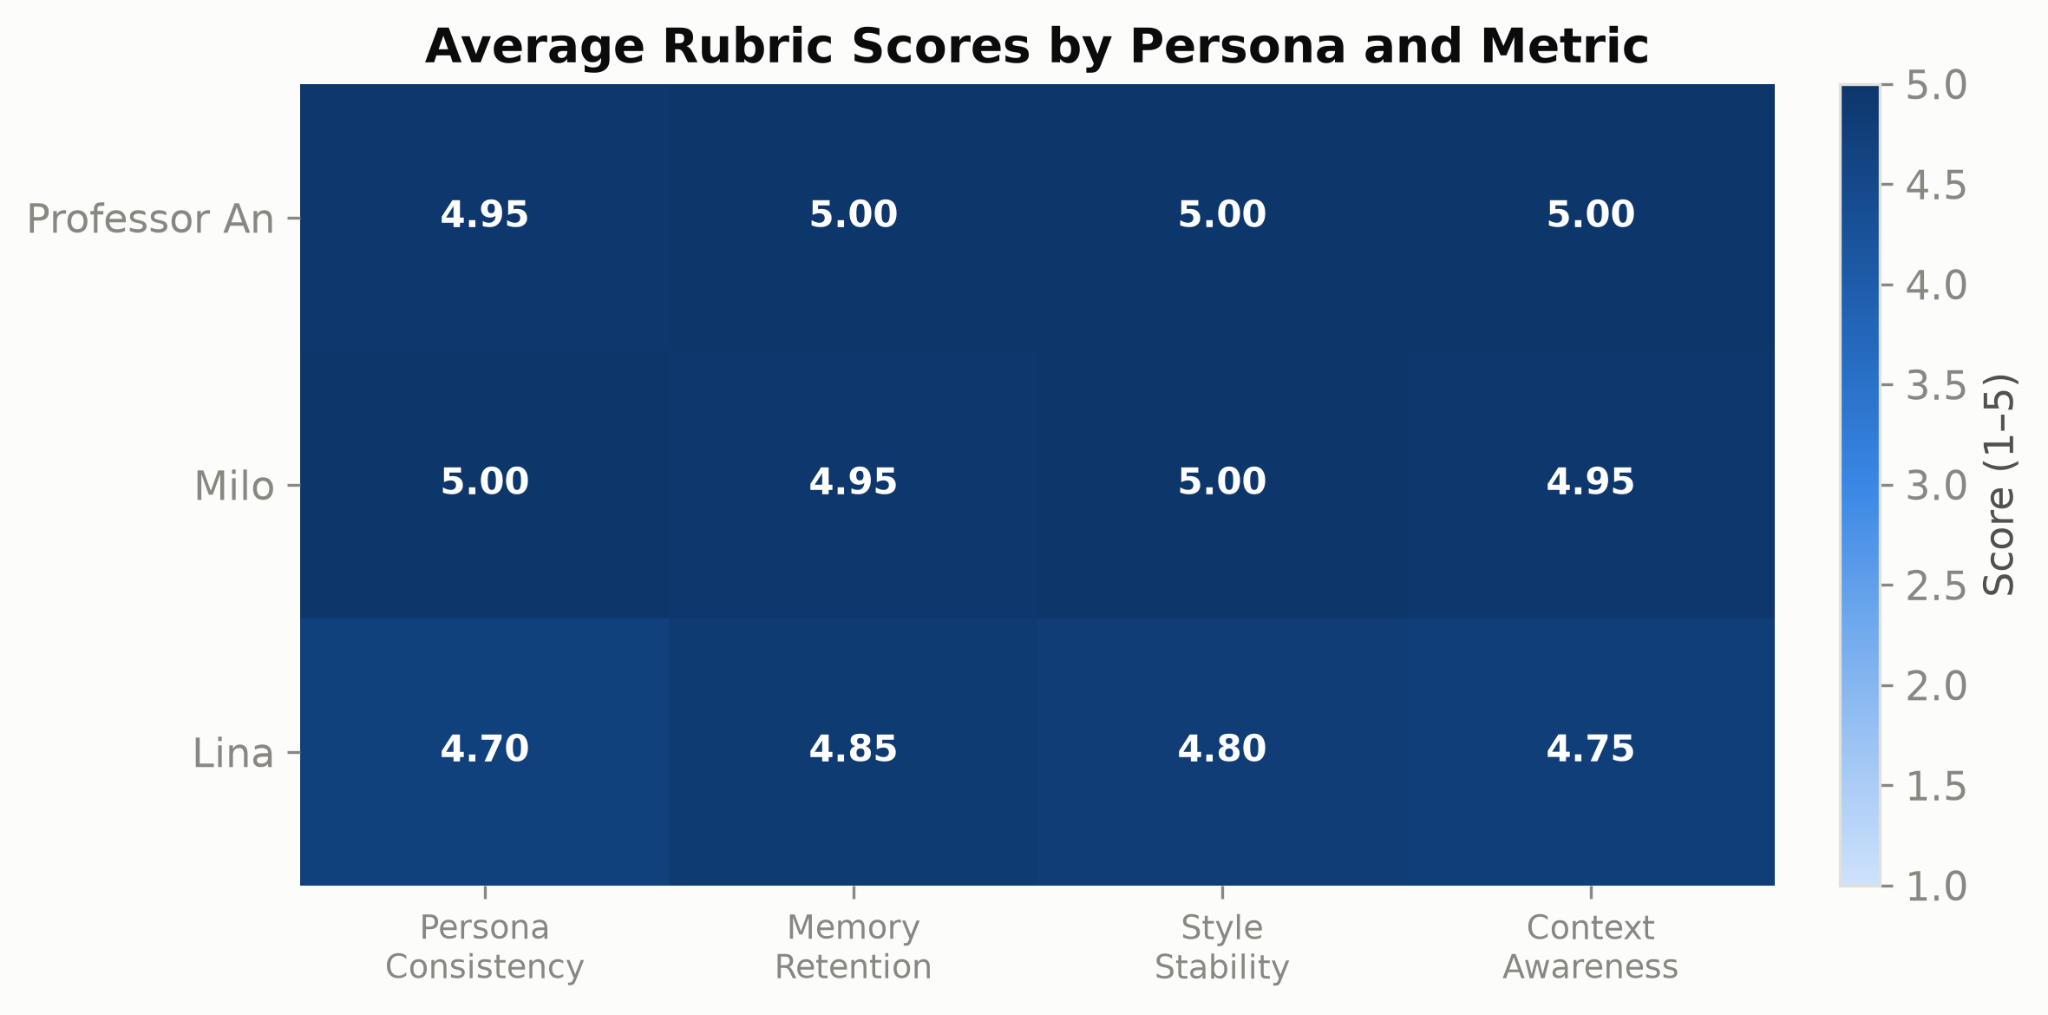 Average Rubric Scores by Persona and Metric
Professor An
4.95 5.00 5.00 5.00
Milo
5.00 4.95 5.00 4.95
Lina
4.70 4.85 4.80 4.75
Persona
Consistency
Memory
Retention
Style
Stability
Context
Awareness
5.0
4.5
4.0
3.5
3.0
2.5
2.0
1.5
1.0
Score (1–5)